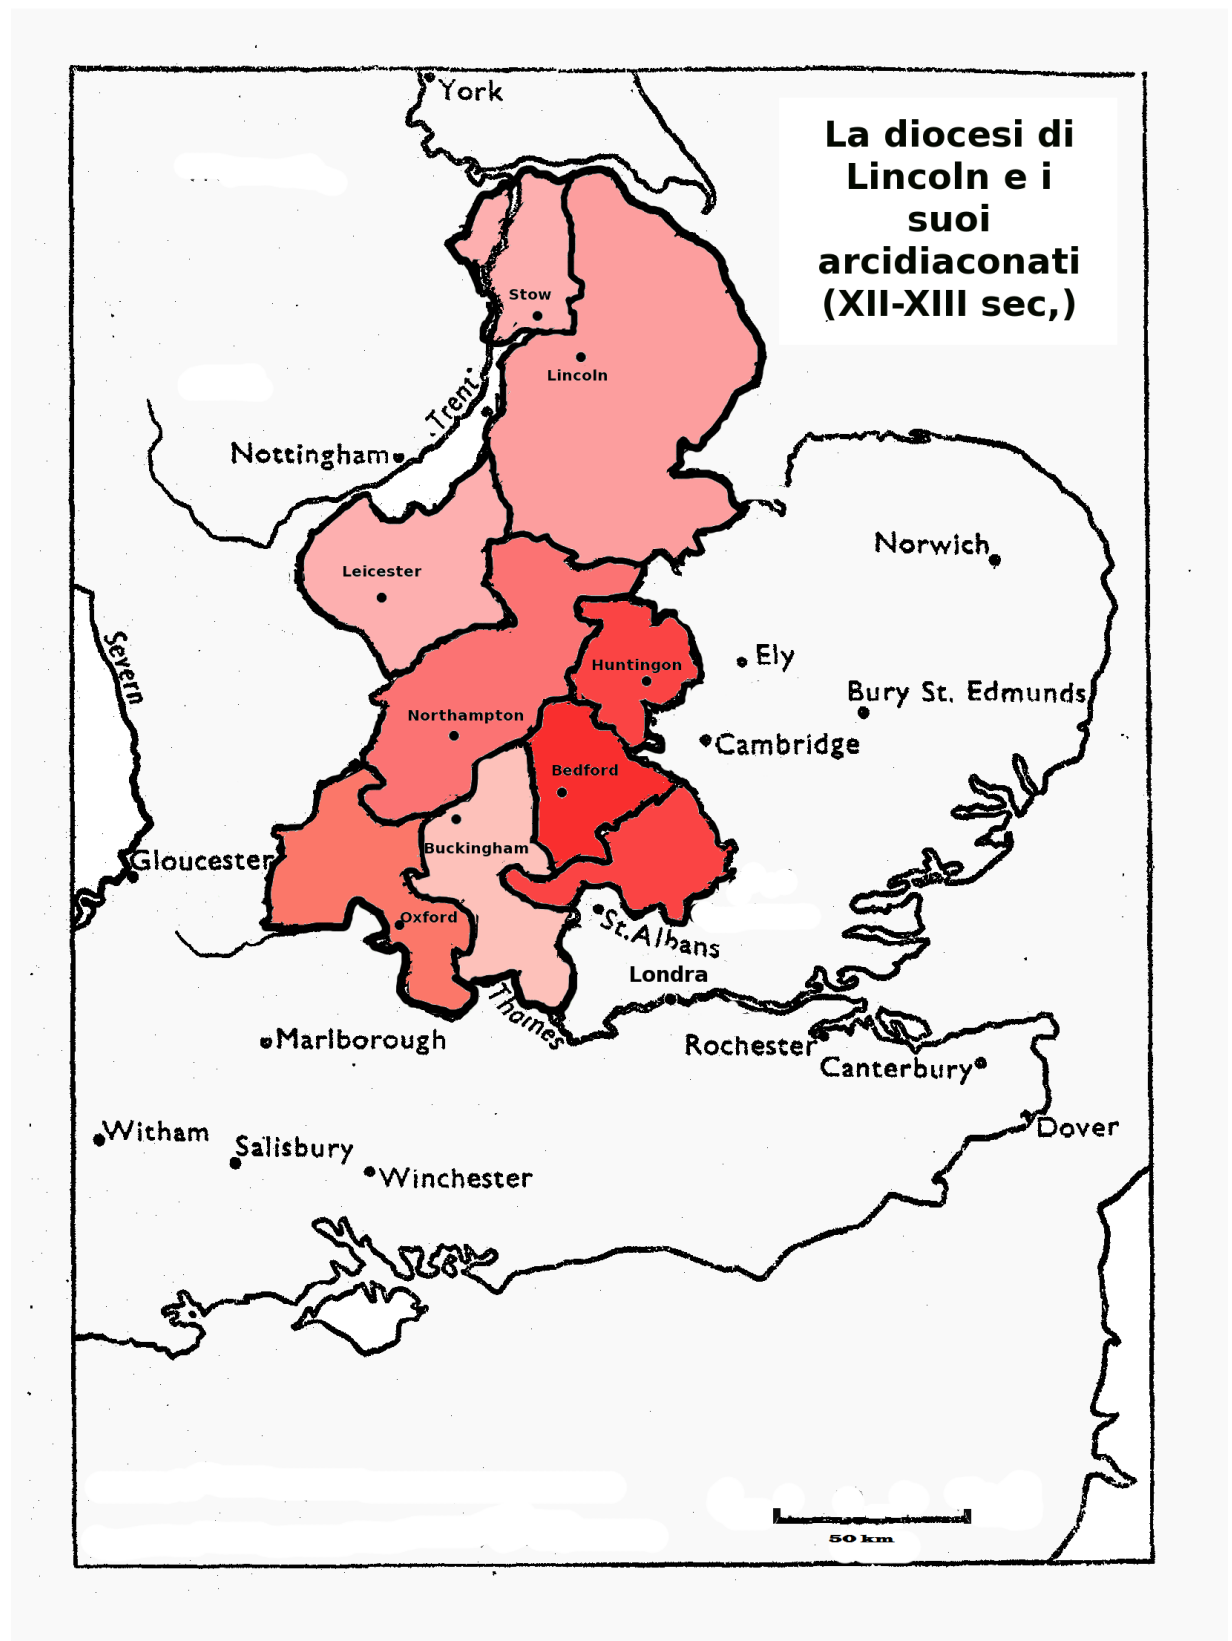 York
La diocesi di
Lincoln e i
suoi
arcidiaconati
(XII-XIII sec,)
Stow
Lincoln
Trent
Nottingham
Norwich
Leicester
Severn
Ely
Huntingon
Bury St. Edmunds
Northampton
Cambridge
Bedford
Buckingham
Gloucester
Oxford
St. Albans
Londra
Thames
Marlborough
Rochester
Canterbury
Dover
Witham
Salisbury
Winchester
50 km